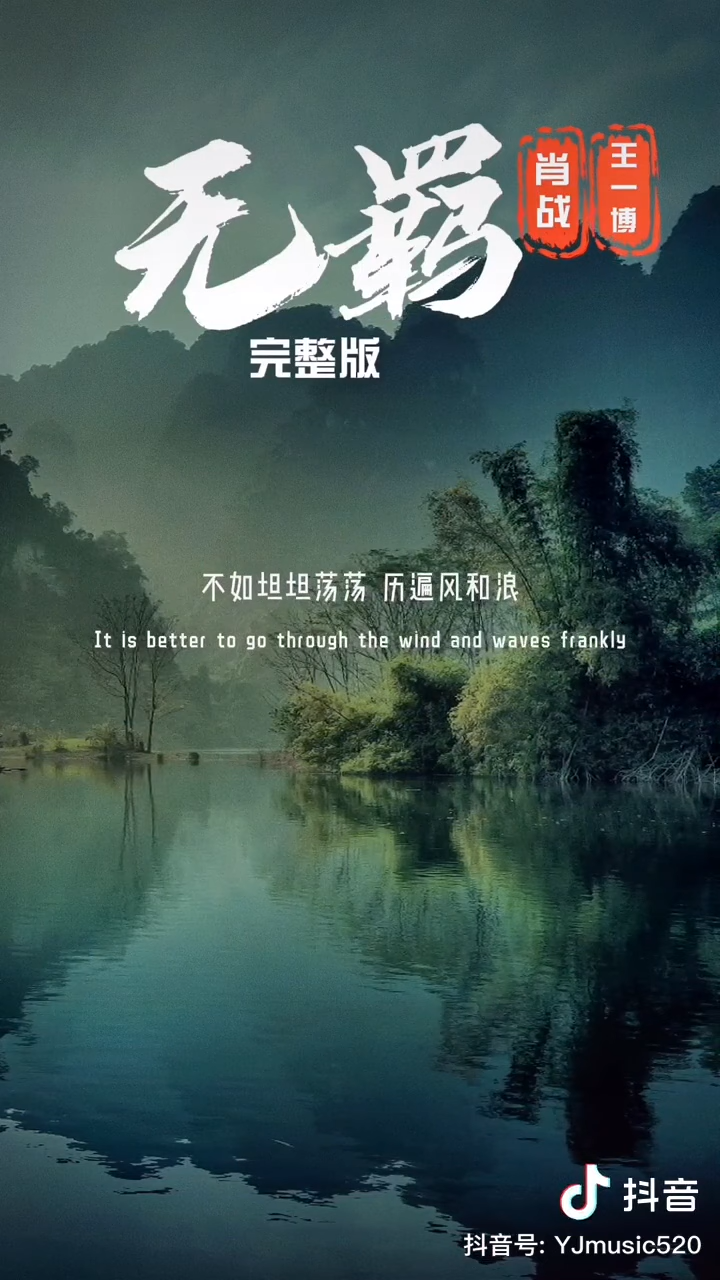 无羁
肖战
王一博
完整版
不如坦坦荡荡 历遍风和浪
It is better to go through the wind and waves frankly
抖音
抖音号: YJmusic520